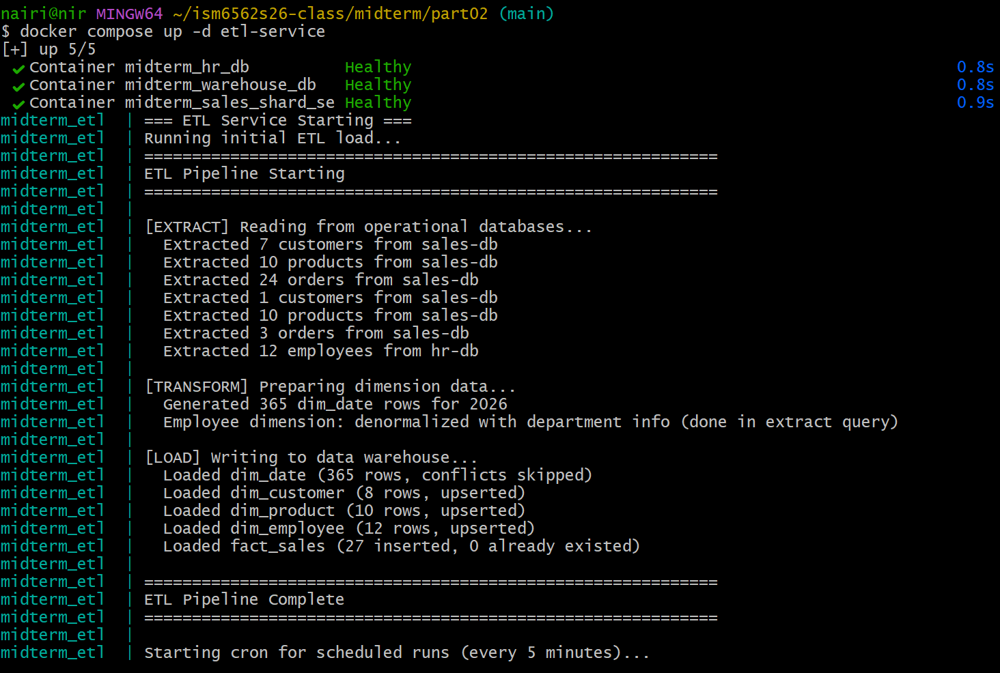 nairi@nir MINGW64 ~/ism6562s26-class/midterm/part02 (main)
$ docker compose up -d etl-service
[+] up 5/5
✔ Container midterm_hr_db Healthy 0.8s
✔ Container midterm_warehouse_db Healthy 0.8s
✔ Container midterm_sales_shard_se Healthy 0.9s
midterm_etl | === ETL Service Starting ===
midterm_etl | Running initial ETL load...
midterm_etl | ============================================================
midterm_etl | ETL Pipeline Starting
midterm_etl | ============================================================
midterm_etl |
midterm_etl | [EXTRACT] Reading from operational databases...
midterm_etl | Extracted 7 customers from sales-db
midterm_etl | Extracted 10 products from sales-db
midterm_etl | Extracted 24 orders from sales-db
midterm_etl | Extracted 1 customers from sales-db
midterm_etl | Extracted 10 products from sales-db
midterm_etl | Extracted 3 orders from sales-db
midterm_etl | Extracted 12 employees from hr-db
midterm_etl |
midterm_etl | [TRANSFORM] Preparing dimension data...
midterm_etl | Generated 365 dim_date rows for 2026
midterm_etl | Employee dimension: denormalized with department info (done in extract query)
midterm_etl |
midterm_etl | [LOAD] Writing to data warehouse...
midterm_etl | Loaded dim_date (365 rows, conflicts skipped)
midterm_etl | Loaded dim_customer (8 rows, upserted)
midterm_etl | Loaded dim_product (10 rows, upserted)
midterm_etl | Loaded dim_employee (12 rows, upserted)
midterm_etl | Loaded fact_sales (27 inserted, 0 already existed)
midterm_etl |
midterm_etl | ============================================================
midterm_etl | ETL Pipeline Complete
midterm_etl | ============================================================
midterm_etl |
midterm_etl | Starting cron for scheduled runs (every 5 minutes)...